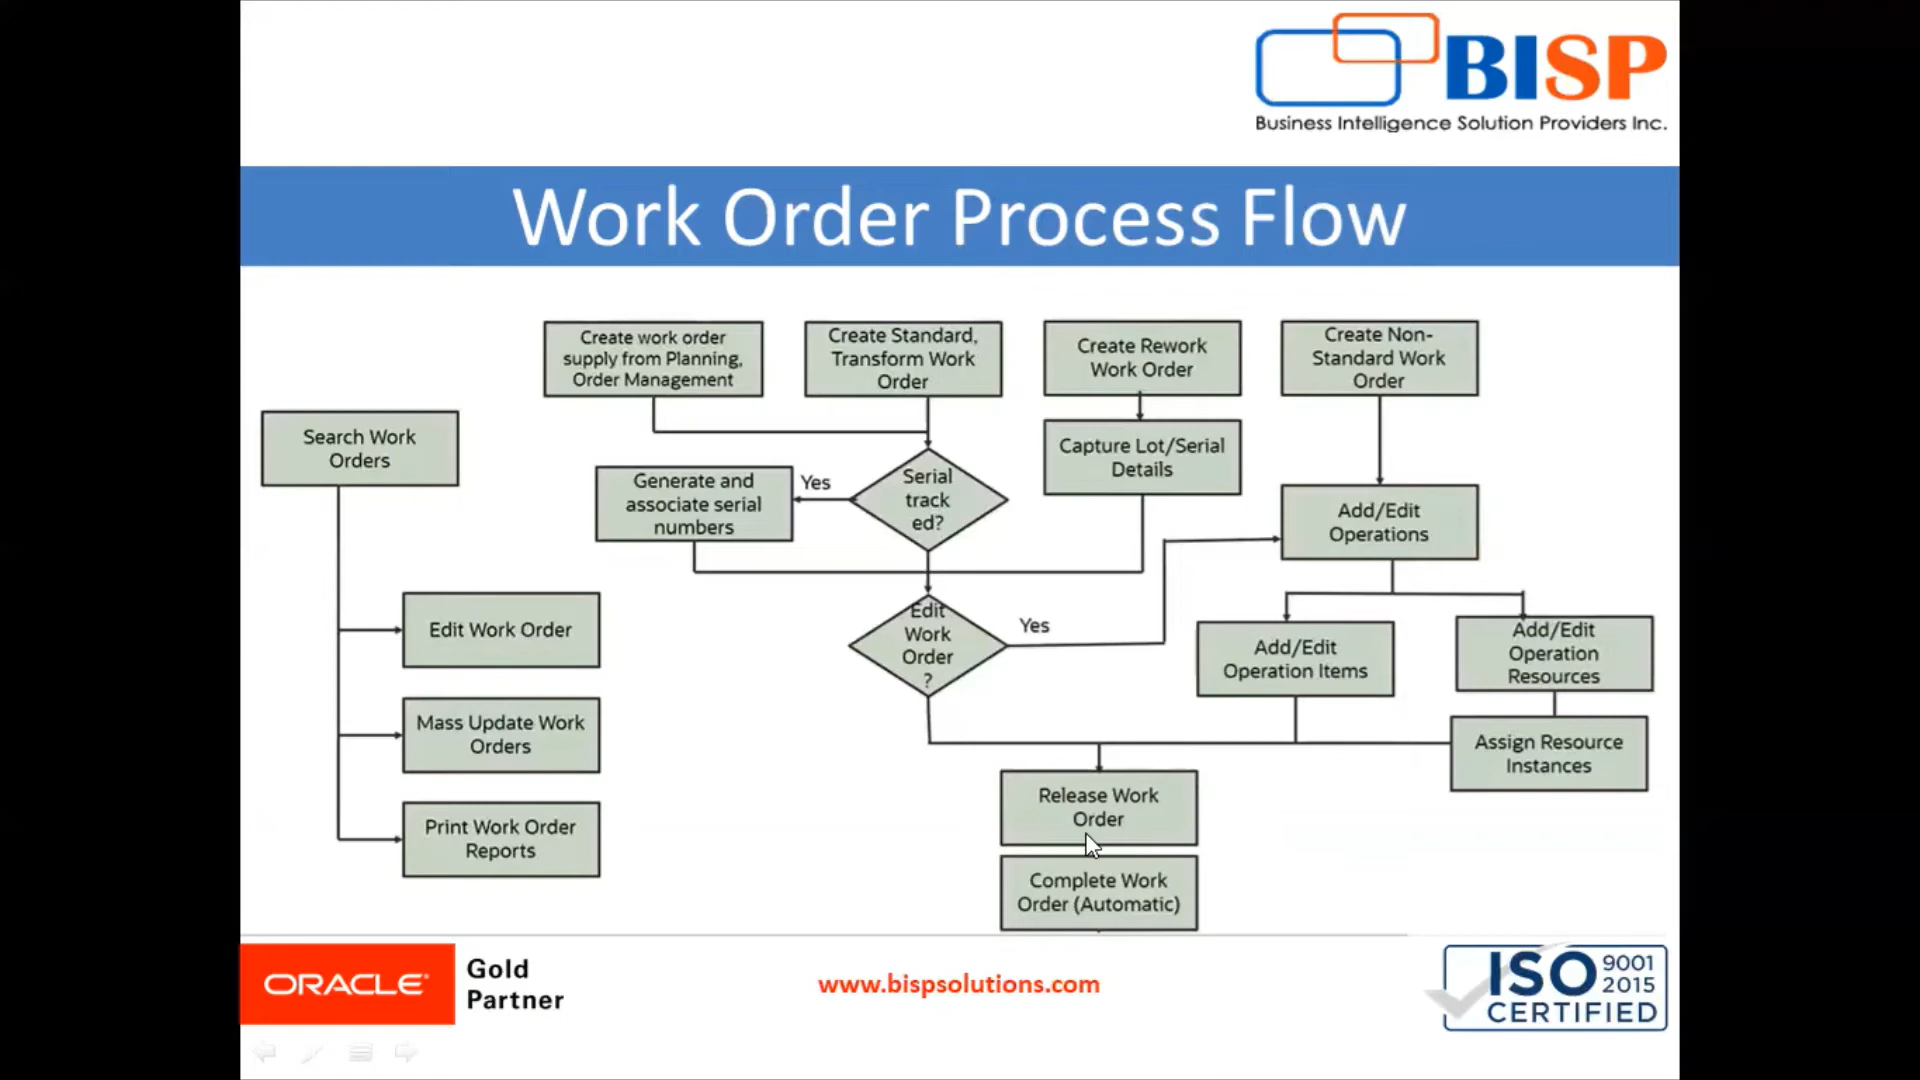 BISP
Business Intelligence Solution Providers Inc.
Work Order Process Flow
Create work order
supply from Planning,
Order Management
Create Standard,
Transform Work
Order
Create Rework
Work Order
Create Non-
Standard Work
Order
Search Work
Orders
Generate and
associate serial
numbers
Yes
Serial
track
ed?
Capture Lot/Serial
Details
Add/Edit
Operations
Edit Work Order
Edit
Work
Order
?
Yes
Add/Edit
Operation Items
Add/Edit
Operation
Resources
Mass Update Work
Orders
Assign Resource
Instances
Release Work
Order
Print Work Order
Reports
Complete Work
Order (Automatic)
ORACLE
Gold
Partner
www.bispsolutions.com
ISO 9001
2015
CERTIFIED